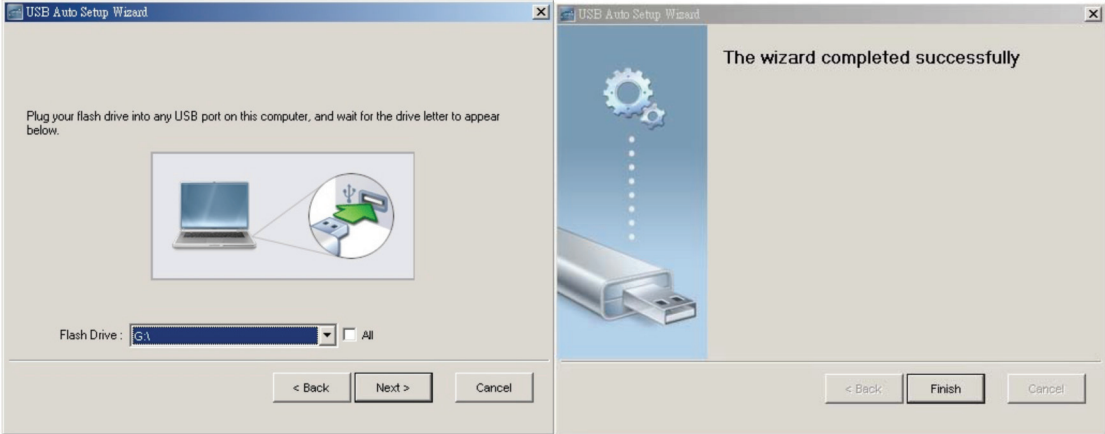 USB Auto Setup Wizard
Plug your flash drive into any USB port on this computer, and wait for the drive letter to appear
below.
Flash Drive : G:\ All
< Back Next > Cancel
USB Auto Setup Wizard
The wizard completed successfully
< Back Finish Cancel